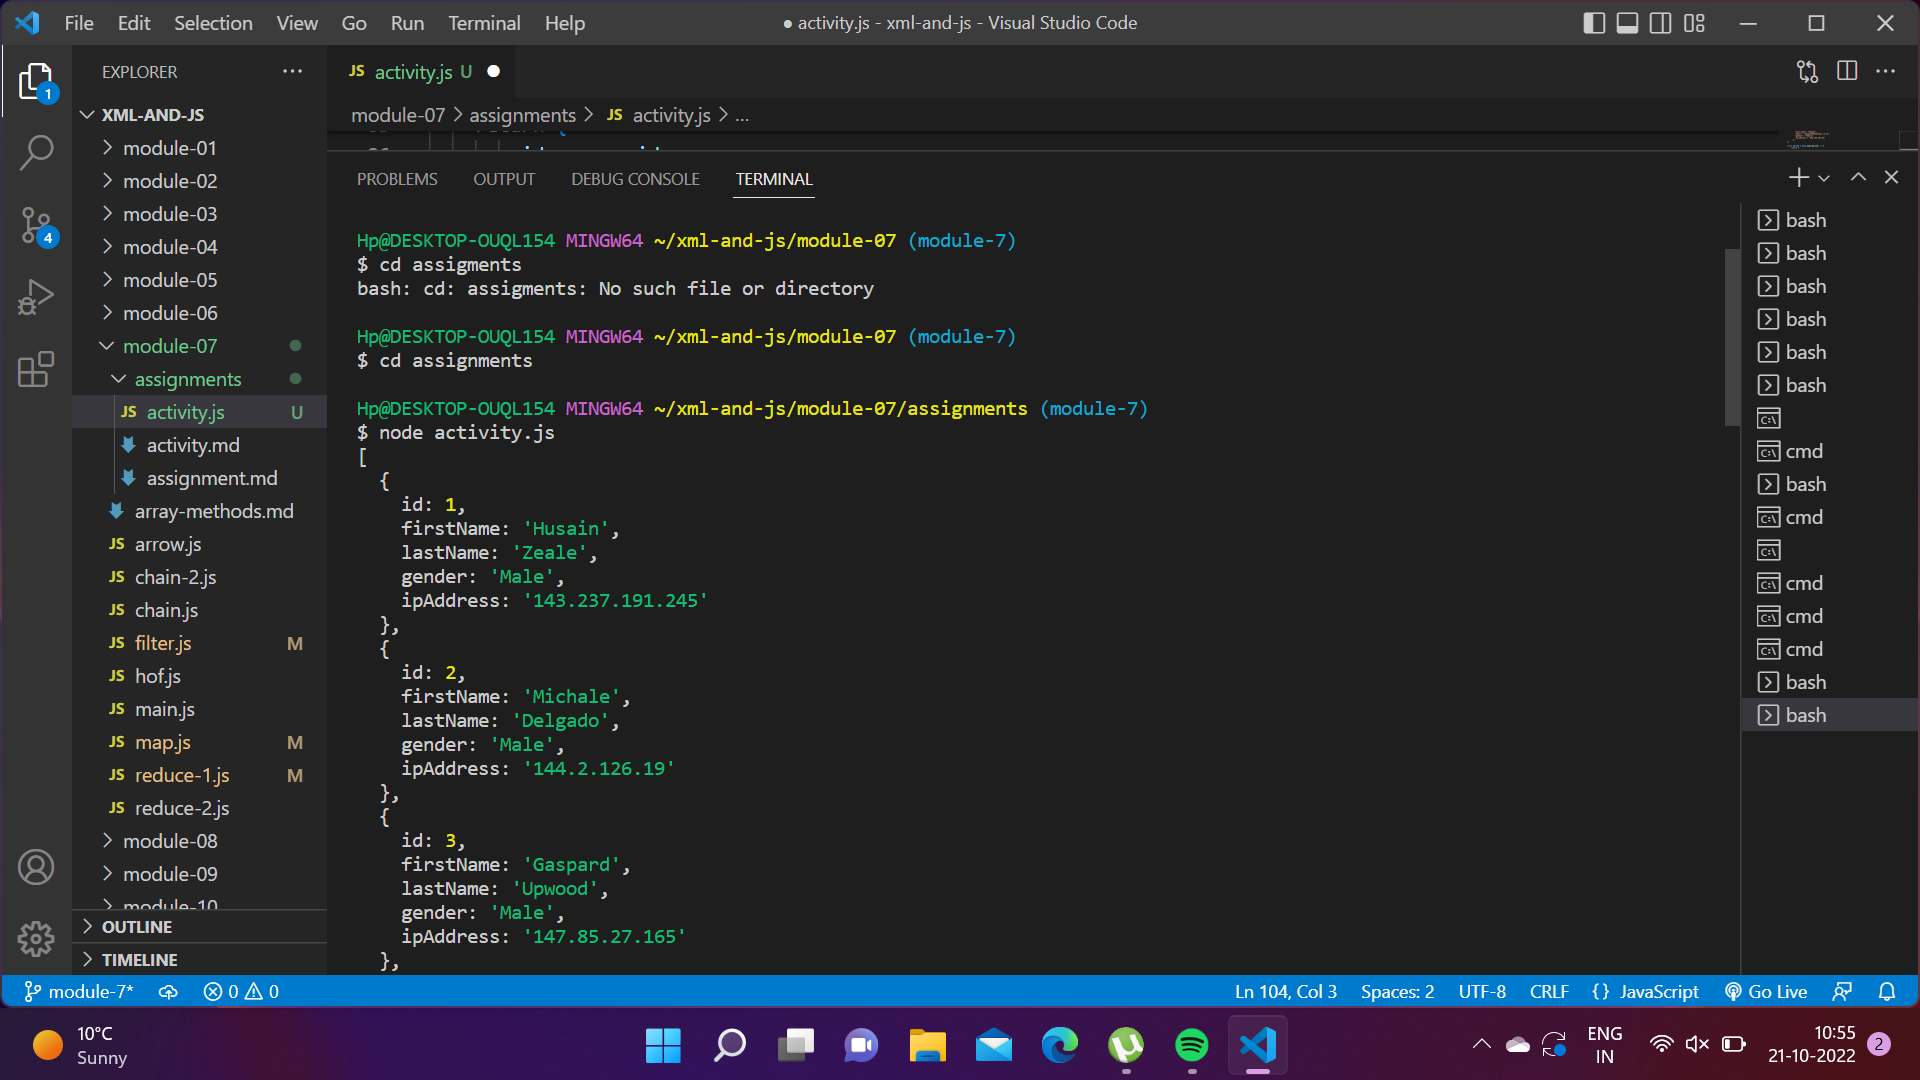 File Edit Selection View Go Run Terminal Help
● activity.js - xml-and-js - Visual Studio Code
EXPLORER
1
XML-AND-JS
module-01
module-02
module-03
4
module-04
module-05
module-06
module-07
assignments
JS activity.js U
activity.md
assignment.md
array-methods.md
JS arrow.js
JS chain-2.js
JS chain.js
JS filter.js M
JS hof.js
JS main.js
JS map.js M
JS reduce-1.js M
JS reduce-2.js
module-08
module-09
module-10
OUTLINE
TIMELINE
JS activity.js U
module-07 > assignments > JS activity.js > ...
PROBLEMS OUTPUT DEBUG CONSOLE TERMINAL
Hp@DESKTOP-OUQL154 MINGW64 ~/xml-and-js/module-07 (module-7)
$ cd assigments
bash: cd: assigments: No such file or directory
Hp@DESKTOP-OUQL154 MINGW64 ~/xml-and-js/module-07 (module-7)
$ cd assignments
Hp@DESKTOP-OUQL154 MINGW64 ~/xml-and-js/module-07/assignments (module-7)
$ node activity.js
[
{
id: 1,
firstName: 'Husain',
lastName: 'Zeale',
gender: 'Male',
ipAddress: '143.237.191.245'
},
{
id: 2,
firstName: 'Michale',
lastName: 'Delgado',
gender: 'Male',
ipAddress: '144.2.126.19'
},
{
id: 3,
firstName: 'Gaspard',
lastName: 'Upwood',
gender: 'Male',
ipAddress: '147.85.27.165'
},
bash
bash
bash
bash
bash
bash
cmd
bash
cmd
cmd
cmd
cmd
bash
bash
module-7* 0 0
Ln 104, Col 3 Spaces: 2 UTF-8 CRLF {} JavaScript Go Live
10°C
Sunny
ENG
IN
10:55
21-10-2022
2